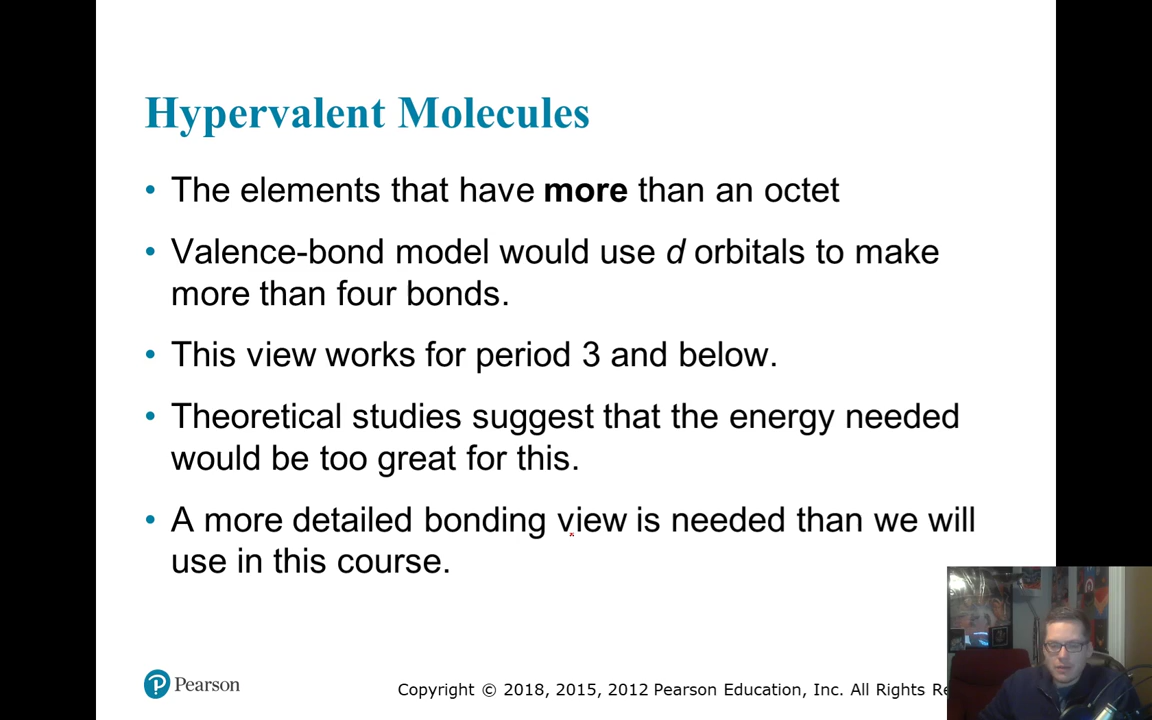 Hypervalent Molecules
• The elements that have more than an octet
• Valence-bond model would use d orbitals to make
more than four bonds.
• This view works for period 3 and below.
• Theoretical studies suggest that the energy needed
would be too great for this.
• A more detailed bonding view is needed than we will
use in this course.
P Pearson
Copyright © 2018, 2015, 2012 Pearson Education, Inc. All Rights Re